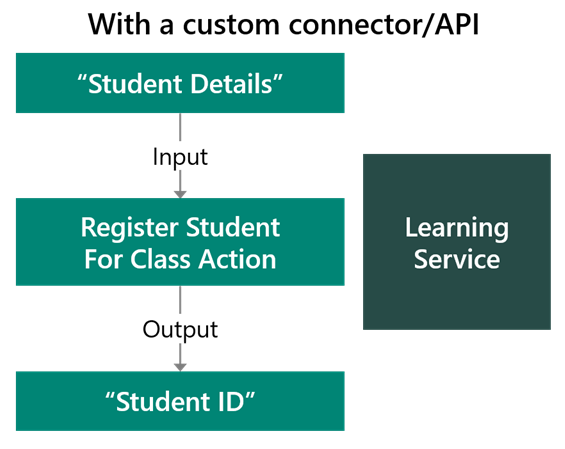 With a custom connector/API
“Student Details”
Input
Register Student
For Class Action
Learning
Service
Output
“Student ID”